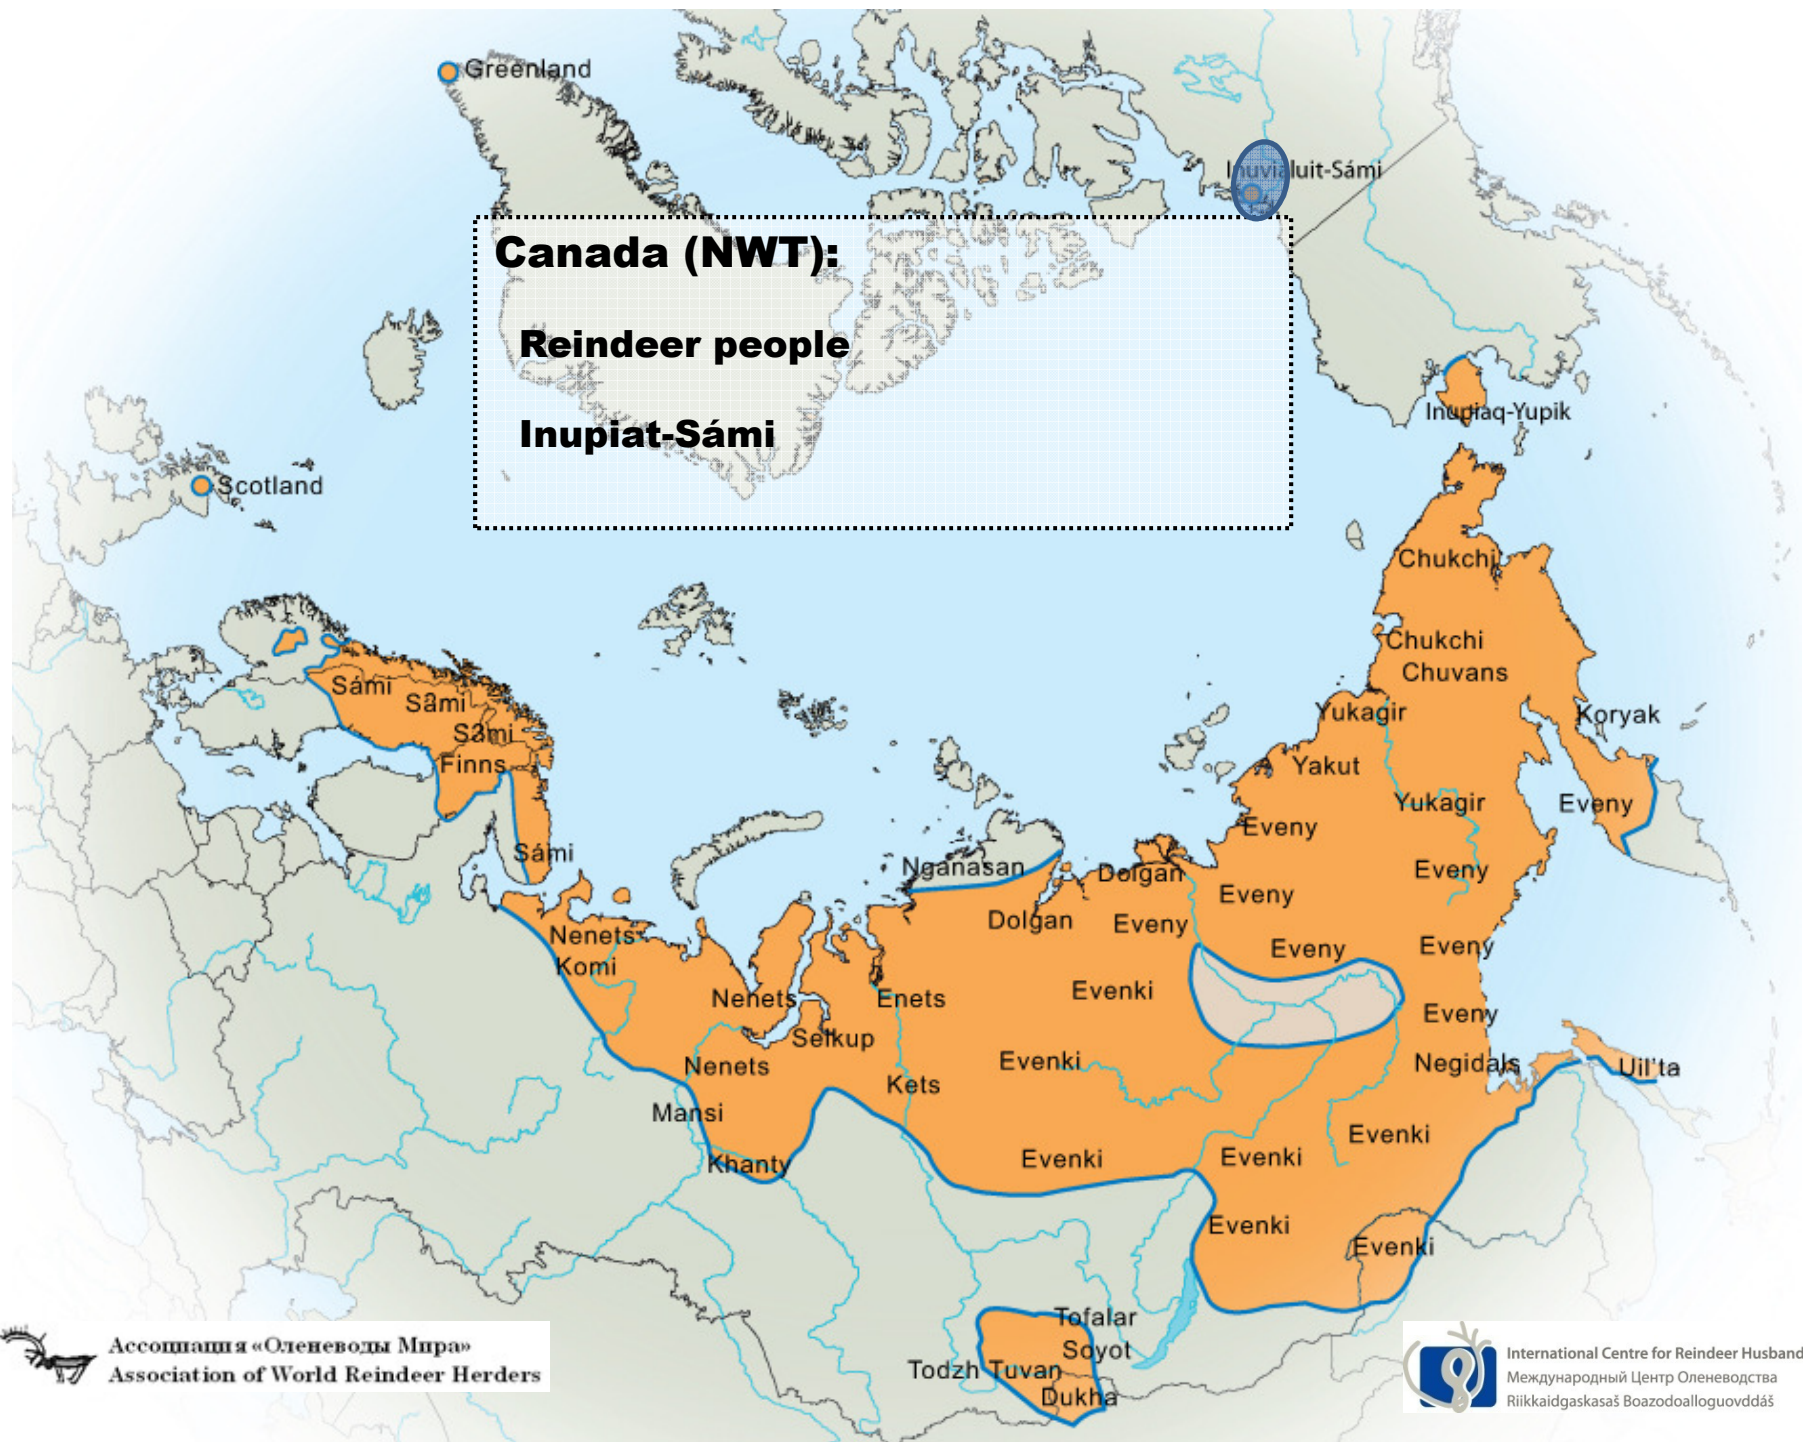 Greenland
Inuvialuit-Sámi
Canada (NWT):
Reindeer people
Inupiat-Sámi
Inupiaq-Yupik
Scotland
Chukchi
Chukchi
Chuvans
Sámi
Sámi
Sámi
Finns
Sámi
Yukagir
Koryak
Yakut
Yukagir
Eveny
Eveny
Nganasan
Dolgan
Eveny
Eveny
Dolgan
Eveny
Nenets
Komi
Eveny
Eveny
Nenets
Enets
Evenki
Eveny
Selkup
Nenets
Evenki
Negidals
Uil'ta
Kets
Mansi
Evenki
Khanty
Evenki
Evenki
Evenki
Evenki
Tofalar
Soyot
Todzh Tuvan
Dukha
Ассоциация «Оленеводы Мира»
Association of World Reindeer Herders
International Centre for Reindeer Husband
Международный Центр Оленеводства
Riikkaidgaskasaš Boazodoalloguovddáš